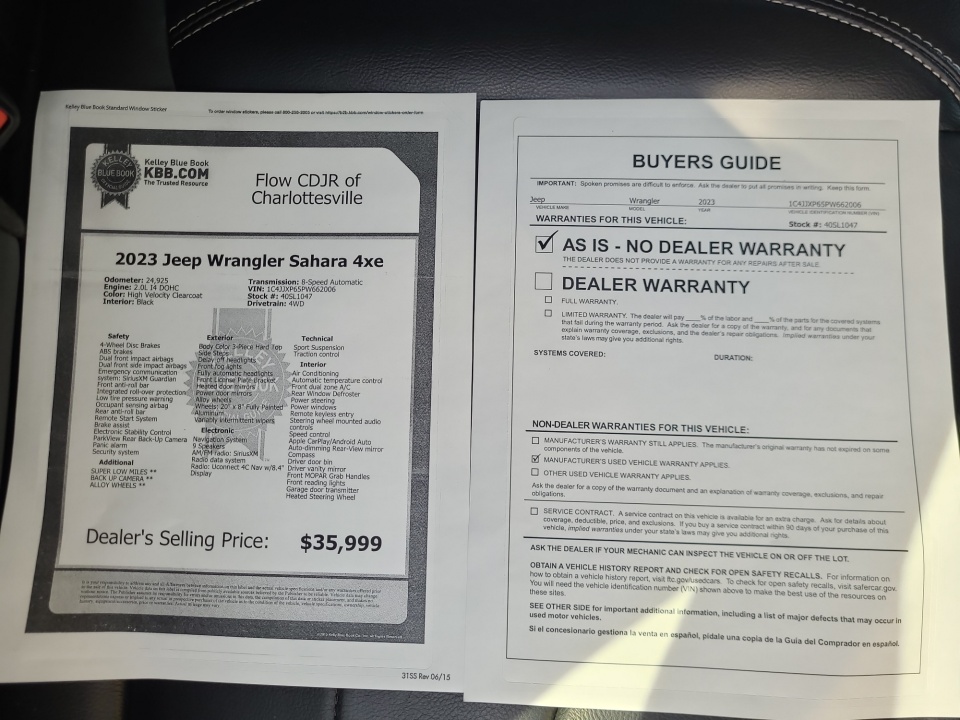 Kelley Blue Book Standard Window Sticker
To order window stickers, please call 800-258-3203 or visit https://b2b.kbb.com/window-stickers-order-form
KELLEY
BLUE BOOK
Kelley Blue Book
KBB.COM
The Trusted Resource
Flow CDJR of
Charlottesville
2023 Jeep Wrangler Sahara 4xe
Odometer: 24,925
Engine: 2.0L I4 DOHC
Color: High Velocity Clearcoat
Interior: Black
Transmission: 8-Speed Automatic
VIN: 1C4JJXP65PW662006
Stock #: 40SL1047
Drivetrain: 4WD
Safety
4-Wheel Disc Brakes
ABS brakes
Dual front impact airbags
Dual front side impact airbags
Emergency communication
system: SiriusXM Guardian
Front anti-roll bar
Integrated roll-over protection
Low tire pressure warning
Occupant sensing airbag
Rear anti-roll bar
Remote Start System
Brake assist
Electronic Stability Control
ParkView Rear Back-Up Camera
Panic alarm
Security system
Additional
SUPER LOW MILES **
BACK UP CAMERA **
ALLOY WHEELS **
Exterior
Body Color 3-Piece Hard Top
Side Steps
Delay-off headlights
Front fog lights
Fully automatic headlights
Front License Plate Bracket
Heated door mirrors
Power door mirrors
Alloy wheels
Wheels: 20" x 8" Fully Painted
Aluminum
Variably intermittent wipers
Electronic
Navigation System
9 Speakers
AM/FM radio: SiriusXM
Radio data system
Radio: Uconnect 4C Nav w/8.4"
Display
Technical
Sport Suspension
Traction control
Interior
Air Conditioning
Automatic temperature control
Front dual zone A/C
Rear Window Defroster
Power steering
Power windows
Remote keyless entry
Steering wheel mounted audio
controls
Speed control
Apple CarPlay/Android Auto
Auto-dimming Rear-View mirror
Compass
Driver door bin
Driver vanity mirror
Front MOPAR Grab Handles
Front reading lights
Garage door transmitter
Heated Steering Wheel
Dealer's Selling Price: $35,999
31SS Rev 06/15
BUYERS GUIDE
IMPORTANT: Spoken promises are difficult to enforce. Ask the dealer to put all promises in writing. Keep this form.
Jeep Wrangler 2023 1C4JJXP65PW662006
VEHICLE MAKE MODEL YEAR VEHICLE IDENTIFICATION NUMBER (VIN)
WARRANTIES FOR THIS VEHICLE: Stock #: 40SL1047
AS IS - NO DEALER WARRANTY
THE DEALER DOES NOT PROVIDE A WARRANTY FOR ANY REPAIRS AFTER SALE.
DEALER WARRANTY
FULL WARRANTY.
LIMITED WARRANTY. The dealer will pay ____% of the labor and ____% of the parts for the covered systems
that fail during the warranty period. Ask the dealer for a copy of the warranty, and for any documents that
explain warranty coverage, exclusions, and the dealer's repair obligations. Implied warranties under your
state's laws may give you additional rights.
SYSTEMS COVERED: DURATION:
NON-DEALER WARRANTIES FOR THIS VEHICLE:
MANUFACTURER'S WARRANTY STILL APPLIES. The manufacturer's original warranty has not expired on some
components of the vehicle.
MANUFACTURER'S USED VEHICLE WARRANTY APPLIES.
OTHER USED VEHICLE WARRANTY APPLIES.
Ask the dealer for a copy of the warranty document and an explanation of warranty coverage, exclusions, and repair
obligations.
SERVICE CONTRACT. A service contract on this vehicle is available for an extra charge. Ask for details about
coverage, deductible, price, and exclusions. If you buy a service contract within 90 days of your purchase of this
vehicle, implied warranties under your state's laws may give you additional rights.
ASK THE DEALER IF YOUR MECHANIC CAN INSPECT THE VEHICLE ON OR OFF THE LOT.
OBTAIN A VEHICLE HISTORY REPORT AND CHECK FOR OPEN SAFETY RECALLS. For information on
how to obtain a vehicle history report, visit ftc.gov/usedcars. To check for open safety recalls, visit safercar.gov.
You will need the vehicle identification number (VIN) shown above to make the best use of the resources on
these sites.
SEE OTHER SIDE for important additional information, including a list of major defects that may occur in
used motor vehicles.
Si el concesionario gestiona la venta en español, pídale una copia de la Guía del Comprador en español.